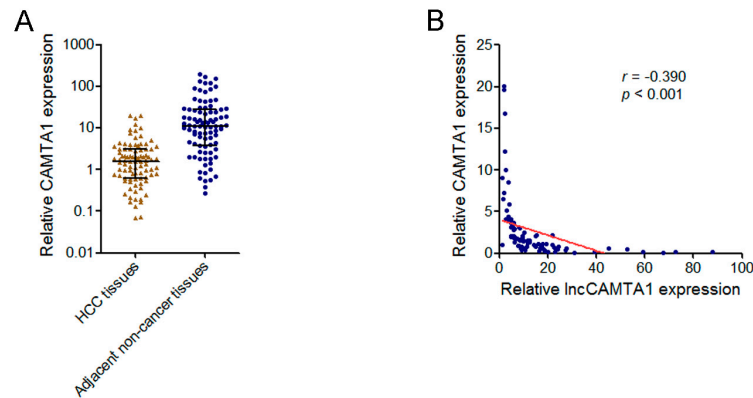 A
Relative CAMTA1 expression
1000
100
10
1
0.1
0.01
HCC tissues
Adjacent non-cancer tissues
B
Relative CAMTA1 expression
25
20
15
10
5
0
r = -0.390
p < 0.001
0 20 40 60 80 100
Relative lncCAMTA1 expression